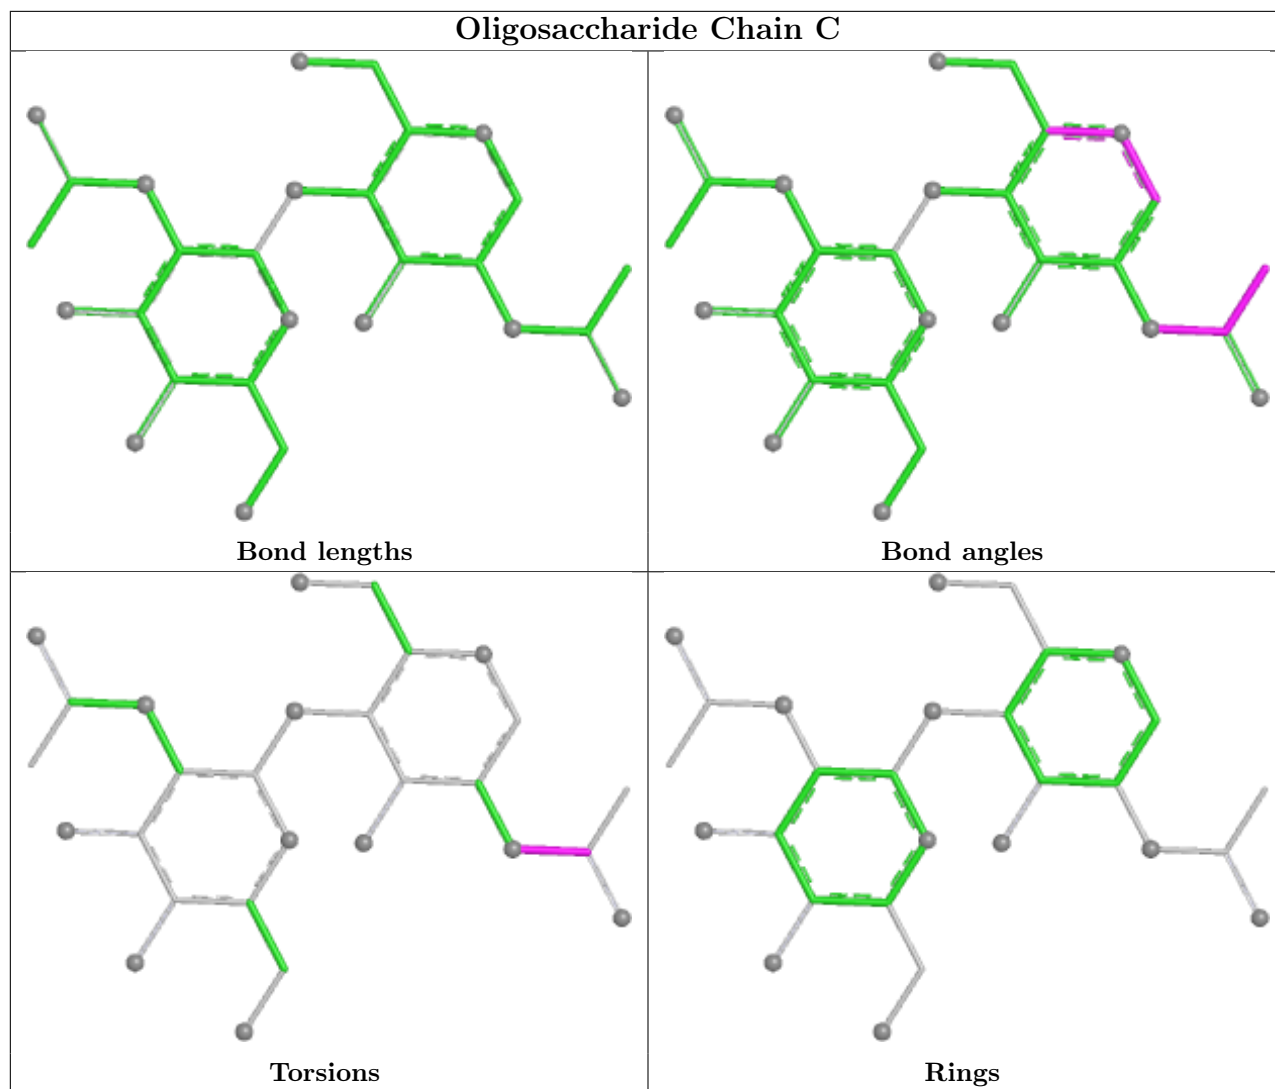 Oligosaccharide Chain C
Bond lengths
Bond angles
Torsions
Rings